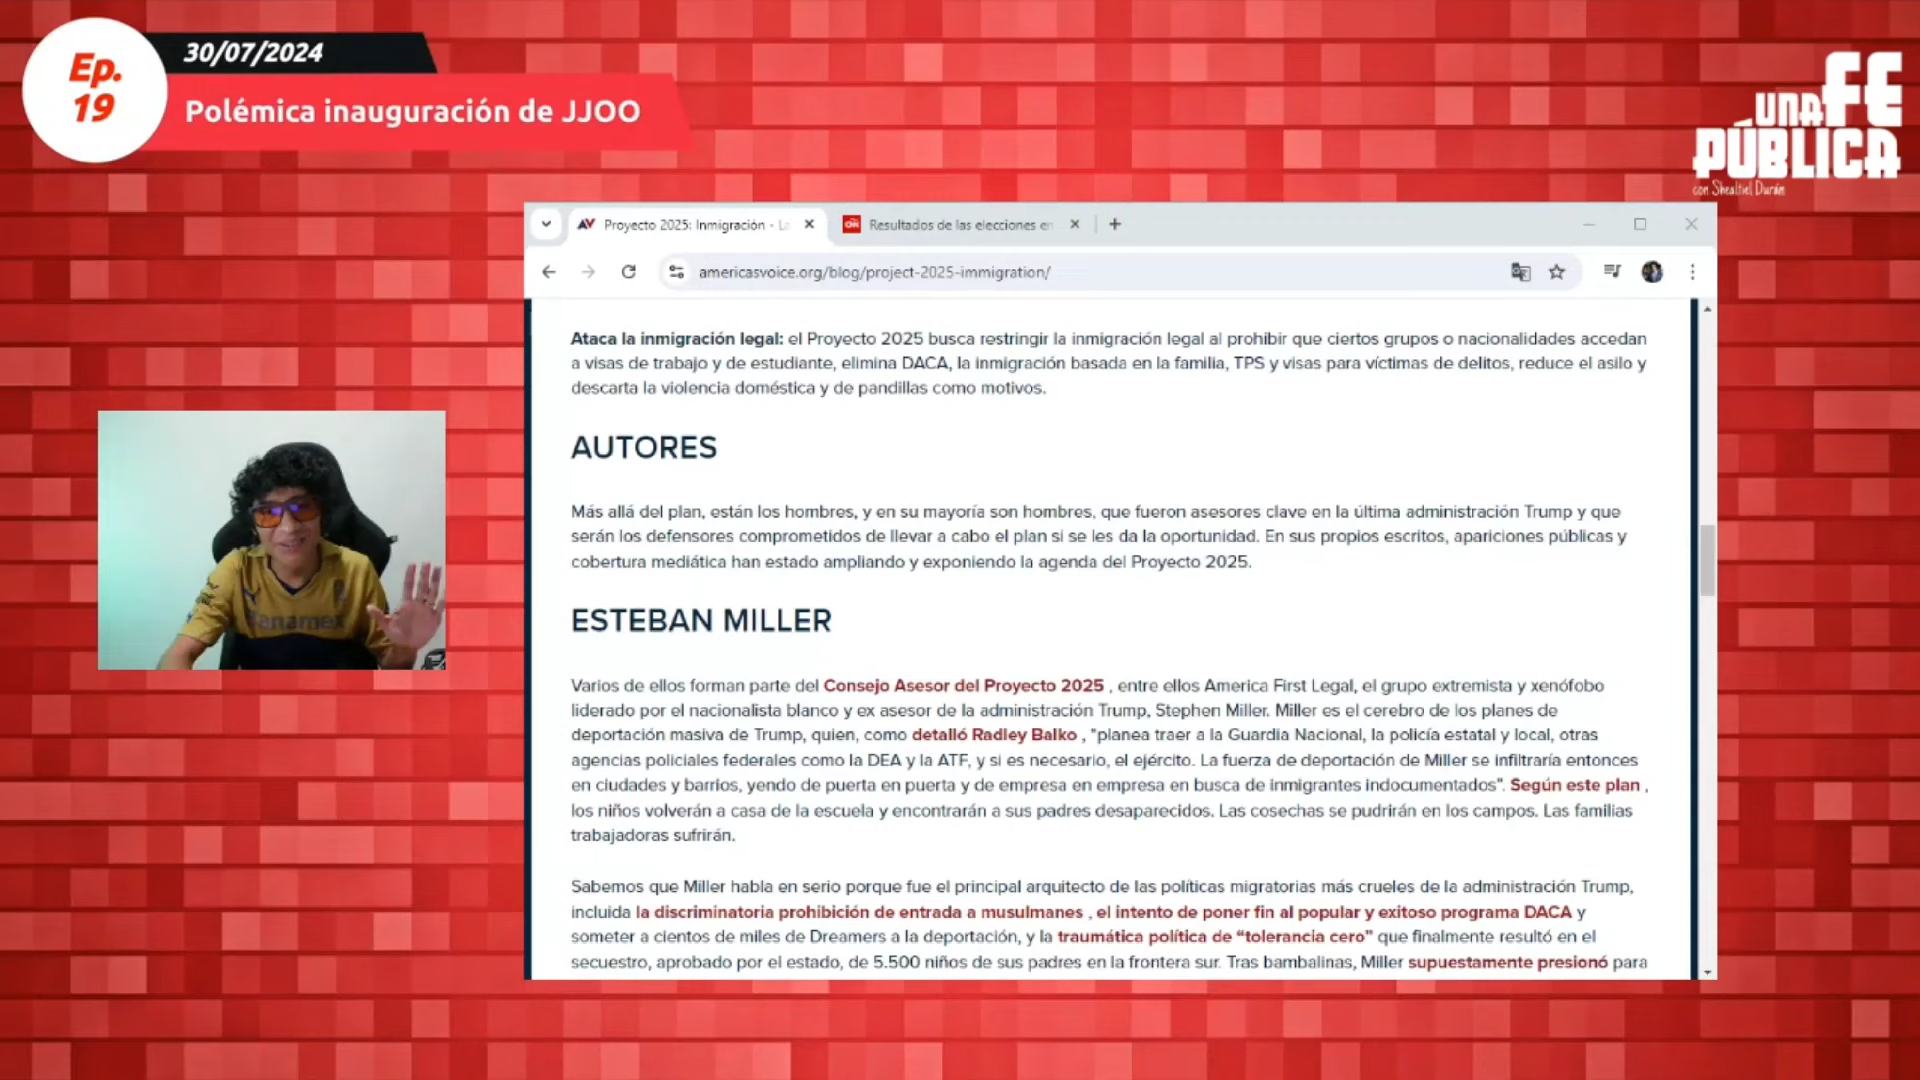 Ep.
19
30/07/2024
Polémica inauguración de JJOO
UNA FE
PÚBLICA
con Shealtiel Durán
Proyecto 2025: Inmigración - La
Resultados de las elecciones en
americasvoice.org/blog/project-2025-immigration/
Ataca la inmigración legal: el Proyecto 2025 busca restringir la inmigración legal al prohibir que ciertos grupos o nacionalidades accedan
a visas de trabajo y de estudiante, elimina DACA, la inmigración basada en la familia, TPS y visas para víctimas de delitos, reduce el asilo y
descarta la violencia doméstica y de pandillas como motivos.
AUTORES
Más allá del plan, están los hombres, y en su mayoría son hombres, que fueron asesores clave en la última administración Trump y que
serán los defensores comprometidos de llevar a cabo el plan si se les da la oportunidad. En sus propios escritos, apariciones públicas y
cobertura mediática han estado ampliando y exponiendo la agenda del Proyecto 2025.
ESTEBAN MILLER
Varios de ellos forman parte del Consejo Asesor del Proyecto 2025 , entre ellos America First Legal, el grupo extremista y xenófobo
liderado por el nacionalista blanco y ex asesor de la administración Trump, Stephen Miller. Miller es el cerebro de los planes de
deportación masiva de Trump, quien, como detalló Radley Balko , "planea traer a la Guardia Nacional, la policía estatal y local, otras
agencias policiales federales como la DEA y la ATF, y si es necesario, el ejército. La fuerza de deportación de Miller se infiltraría entonces
en ciudades y barrios, yendo de puerta en puerta y de empresa en empresa en busca de inmigrantes indocumentados". Según este plan ,
los niños volverán a casa de la escuela y encontrarán a sus padres desaparecidos. Las cosechas se pudrirán en los campos. Las familias
trabajadoras sufrirán.
Sabemos que Miller habla en serio porque fue el principal arquitecto de las políticas migratorias más crueles de la administración Trump,
incluida la discriminatoria prohibición de entrada a musulmanes , el intento de poner fin al popular y exitoso programa DACA y
someter a cientos de miles de Dreamers a la deportación, y la traumática política de “tolerancia cero” que finalmente resultó en el
secuestro, aprobado por el estado, de 5.500 niños de sus padres en la frontera sur. Tras bambalinas, Miller supuestamente presionó para
Banamex